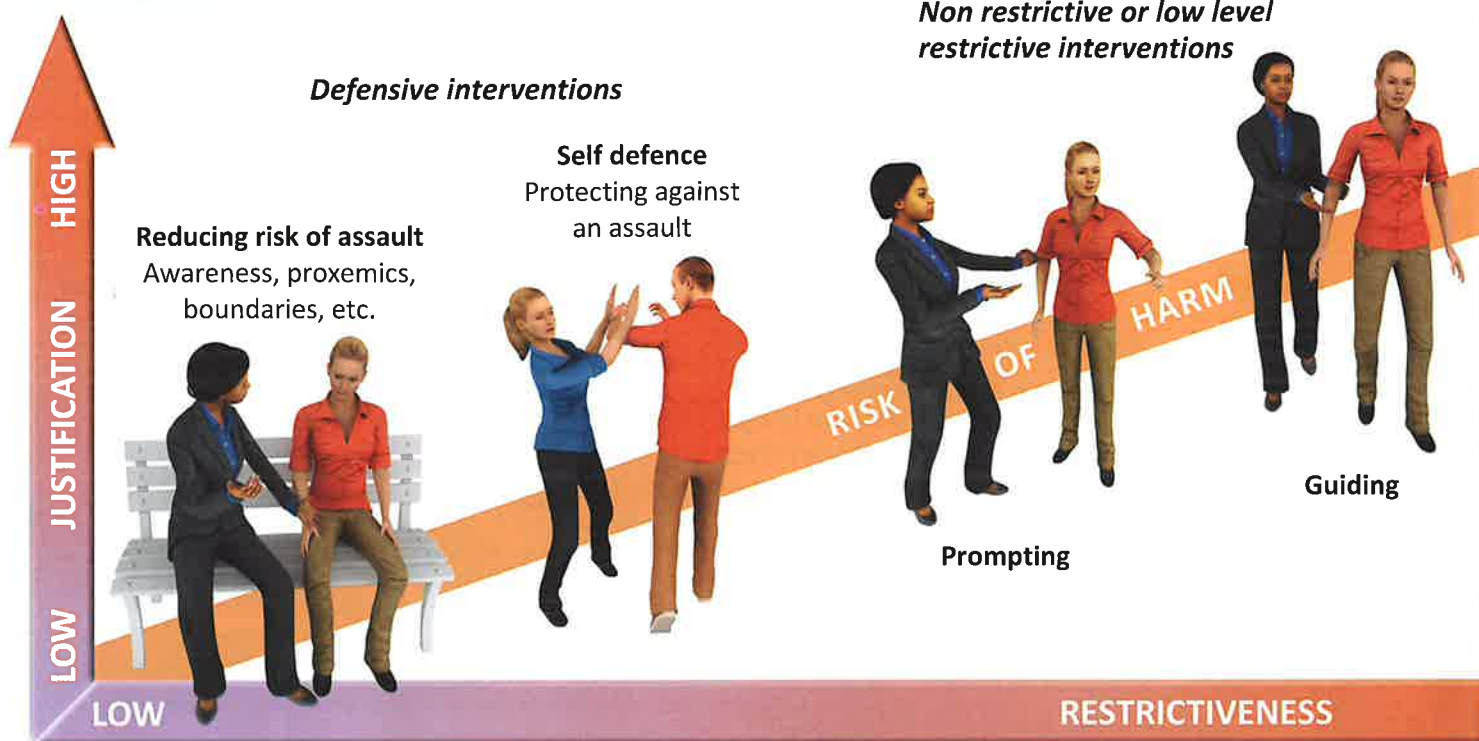 Non restrictive or low level
restrictive interventions
Defensive interventions
Self defence
Protecting against
an assault
Reducing risk of assault
Awareness, proxemics,
boundaries, etc.
HIGH
JUSTIFICATION
LOW
RISK OF HARM
Guiding
Prompting
LOW
RESTRICTIVENESS